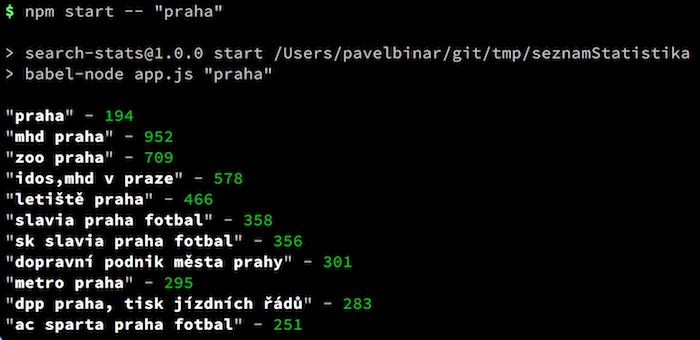 $ npm start -- "praha"
> search-stats@1.0.0 start /Users/pavelbinar/git/tmp/seznamStatistika
> babel-node app.js "praha"
"praha" - 194
"mhd praha" - 952
"zoo praha" - 709
"idos,mhd v praze" - 578
"letiště praha" - 466
"slavia praha fotbal" - 358
"sk slavia praha fotbal" - 356
"dopravní podnik města prahy" - 301
"metro praha" - 295
"dpp praha, tisk jízdních řádů" - 283
"ac sparta praha fotbal" - 251